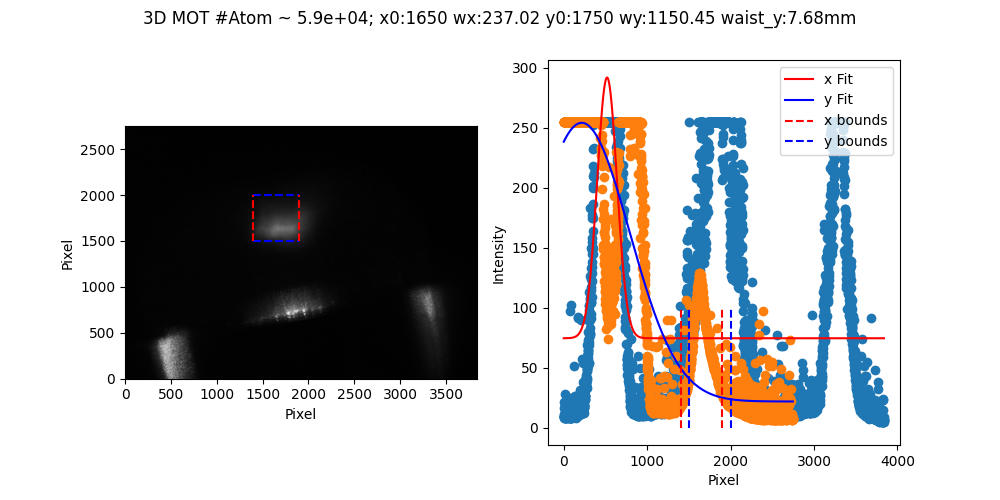 3D MOT #Atom ~ 5.9e+04; x0:1650 wx:237.02 y0:1750 wy:1150.45 waist_y:7.68mm
2500
2000
1500
1000
500
0
Pixel
0 500 1000 1500 2000 2500 3000 3500
Pixel
300
250
200
150
100
50
0
Intensity
0 1000 2000 3000 4000
Pixel
x Fit
y Fit
x bounds
y bounds